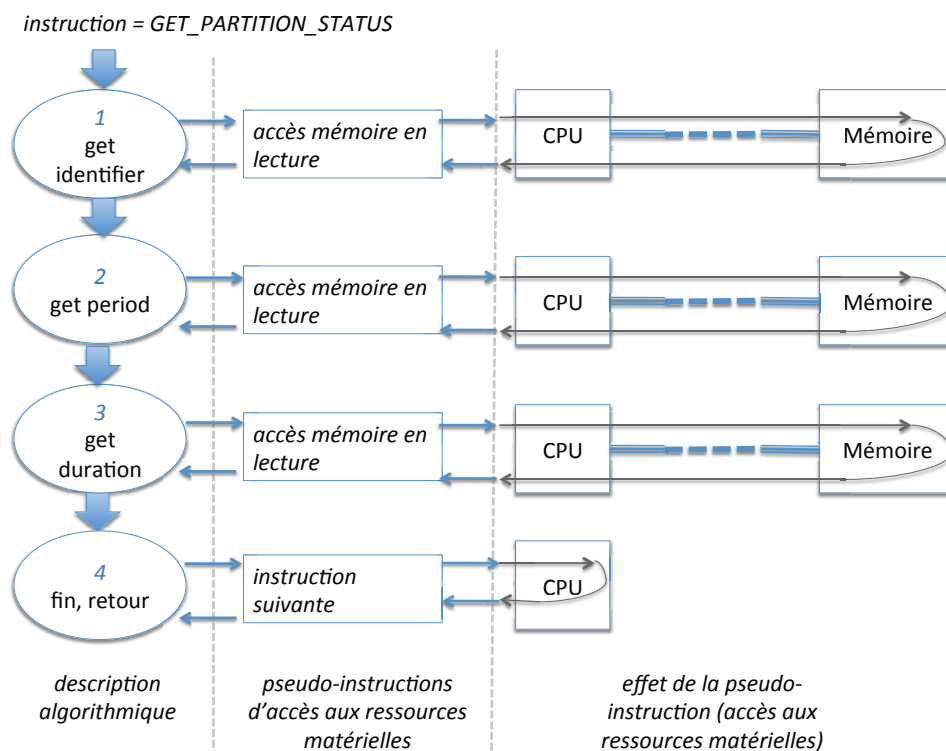 instruction = GET_PARTITION_STATUS
1
get
identifier
accès mémoire en
lecture
CPU
Mémoire
2
get period
accès mémoire en
lecture
CPU
Mémoire
3
get
duration
accès mémoire en
lecture
CPU
Mémoire
4
fin, retour
instruction
suivante
CPU
description
algorithmique
pseudo-instructions
d’accès aux ressources
matérielles
effet de la pseudo-
instruction (accès aux
ressources matérielles)